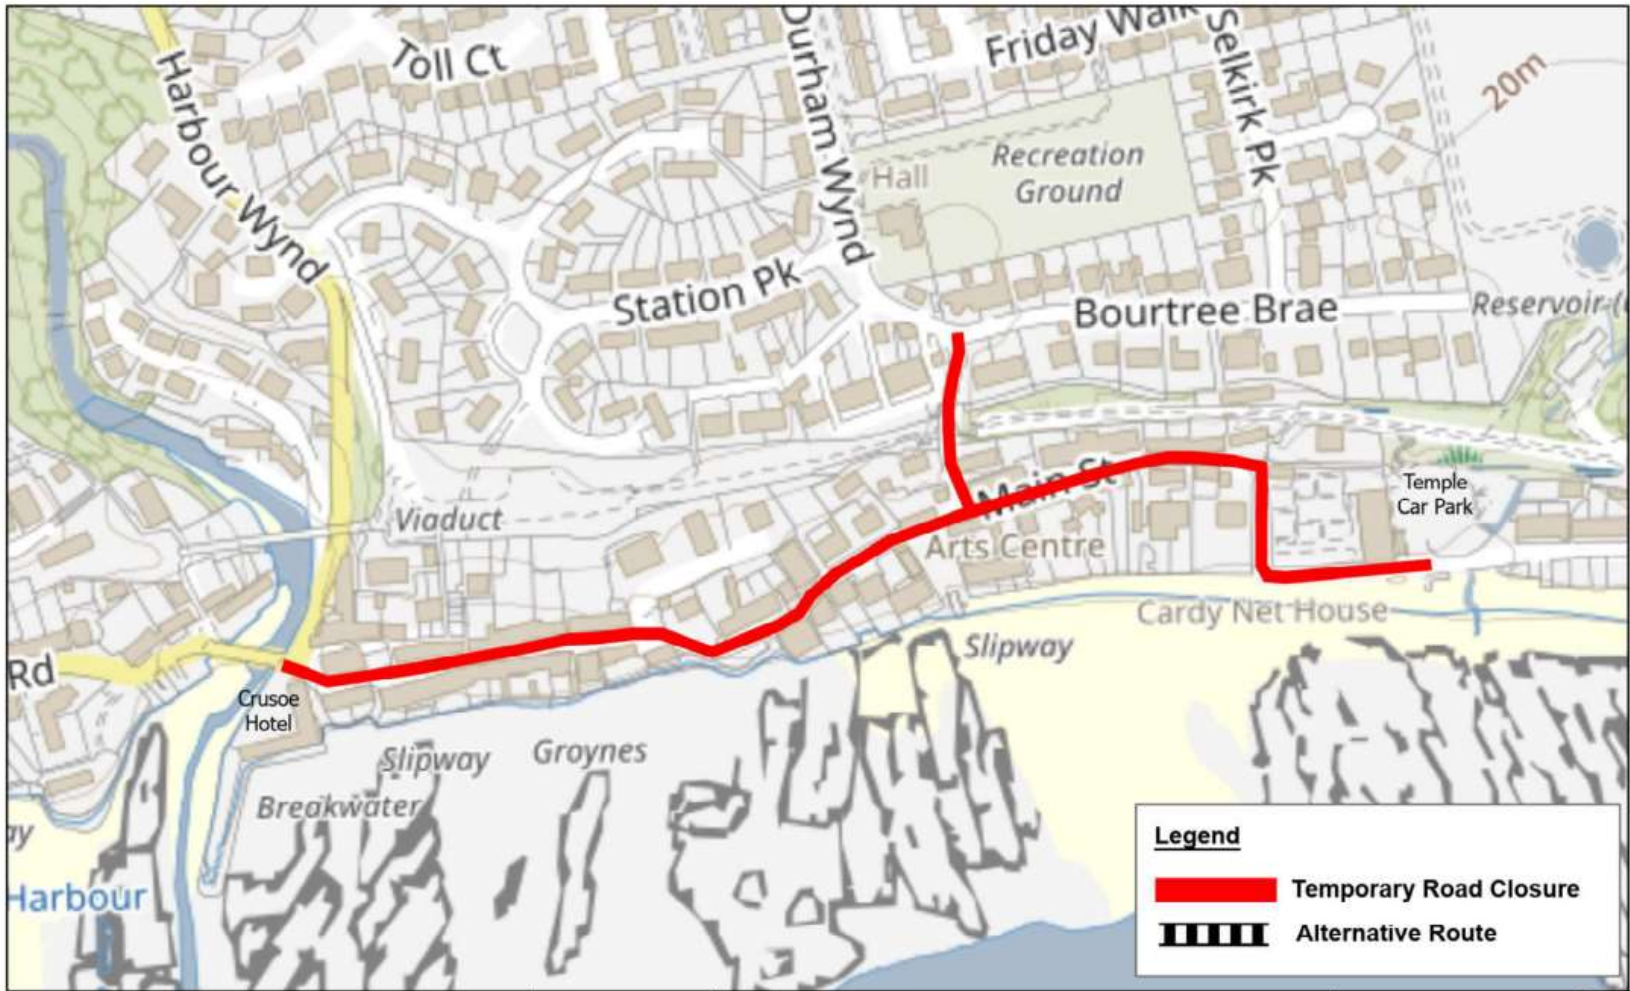 Toll Ct
Friday Walk
Durham Wynd
Selkirk Pk
Harbour Wynd
20m
Recreation
Ground
Hall
Station Pk
Bourtree Brae
Reservoir
Temple
Car Park
Main St
Viaduct
Arts Centre
Cardy Net House
Slipway
Rd
Crusoe
Hotel
Slipway
Groynes
Breakwater
ay
Harbour
Legend
Temporary Road Closure
Alternative Route